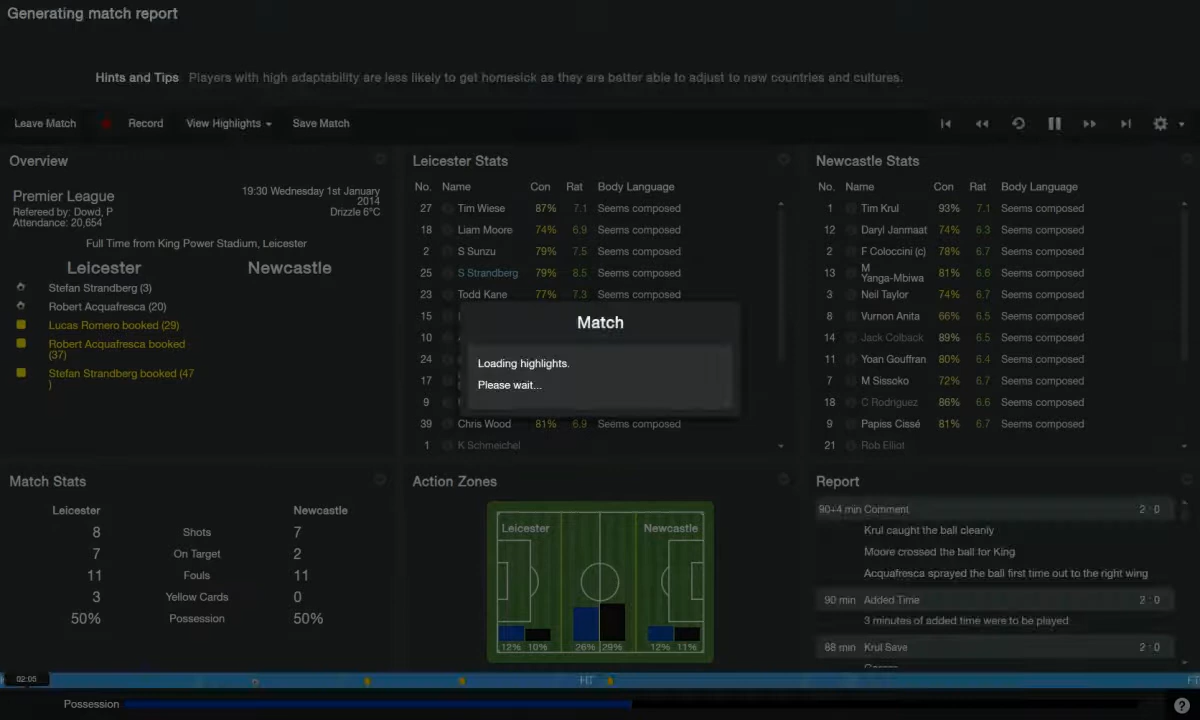 Generating match report
Hints and Tips Players with high adaptability are less likely to get homesick as they are better able to adjust to new countries and cultures.
Leave Match Record View Highlights Save Match
Overview
Premier League
Refereed by: Dowd, P
Attendance: 20,654
19:30 Wednesday 1st January
2014
Drizzle 6°C
Full Time from King Power Stadium, Leicester
Leicester Newcastle
Stefan Strandberg (3)
Robert Acquafresca (20)
Lucas Romero booked (29)
Robert Acquafresca booked
(37)
Stefan Strandberg booked (47
)
Leicester Stats
No. Name Con Rat Body Language
27 Tim Wiese 87% 7.1 Seems composed
18 Liam Moore 74% 6.9 Seems composed
2 S Sunzu 79% 7.5 Seems composed
25 S Strandberg 79% 8.5 Seems composed
23 Todd Kane 77% 7.3 Seems composed
15
10
24
17
9
39 Chris Wood 81% 6.9 Seems composed
1 K Schmeichel
Match
Loading highlights.
Please wait...
Newcastle Stats
No. Name Con Rat Body Language
1 Tim Krul 93% 7.1 Seems composed
12 Daryl Janmaat 74% 6.3 Seems composed
2 F Coloccini (c) 78% 6.7 Seems composed
13 M
Yanga-Mbiwa 81% 6.6 Seems composed
3 Neil Taylor 74% 6.7 Seems composed
8 Vurnon Anita 66% 6.5 Seems composed
14 Jack Colback 89% 6.5 Seems composed
11 Yoan Gouffran 80% 6.4 Seems composed
7 M Sissoko 72% 6.7 Seems composed
18 C Rodriguez 86% 6.6 Seems composed
9 Papiss Cissé 81% 6.7 Seems composed
21 Rob Elliot
Match Stats
Leicester Newcastle
8 Shots 7
7 On Target 2
11 Fouls 11
3 Yellow Cards 0
50% Possession 50%
Action Zones
Leicester Newcastle
12% 10% 26% 29% 12% 11%
Report
90+4 min Comment 2 : 0
Krul caught the ball cleanly
Moore crossed the ball for King
Acquafresca sprayed the ball first time out to the right wing
90 min Added Time 2 : 0
3 minutes of added time were to be played
88 min Krul Save 2 : 0
02:05 HT FT
Possession
?